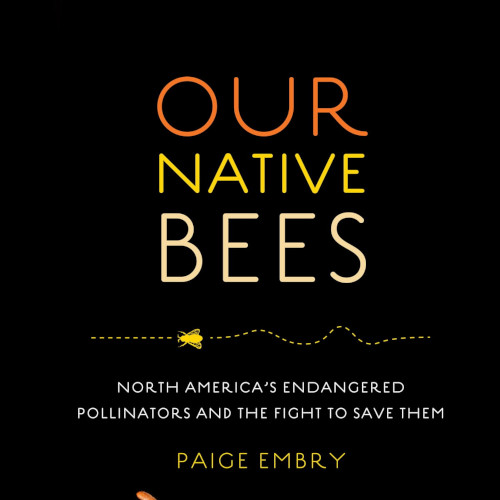 OUR
NATIVE
BEES
NORTH AMERICA'S ENDANGERED
POLLINATORS AND THE FIGHT TO SAVE THEM
PAIGE EMBRY